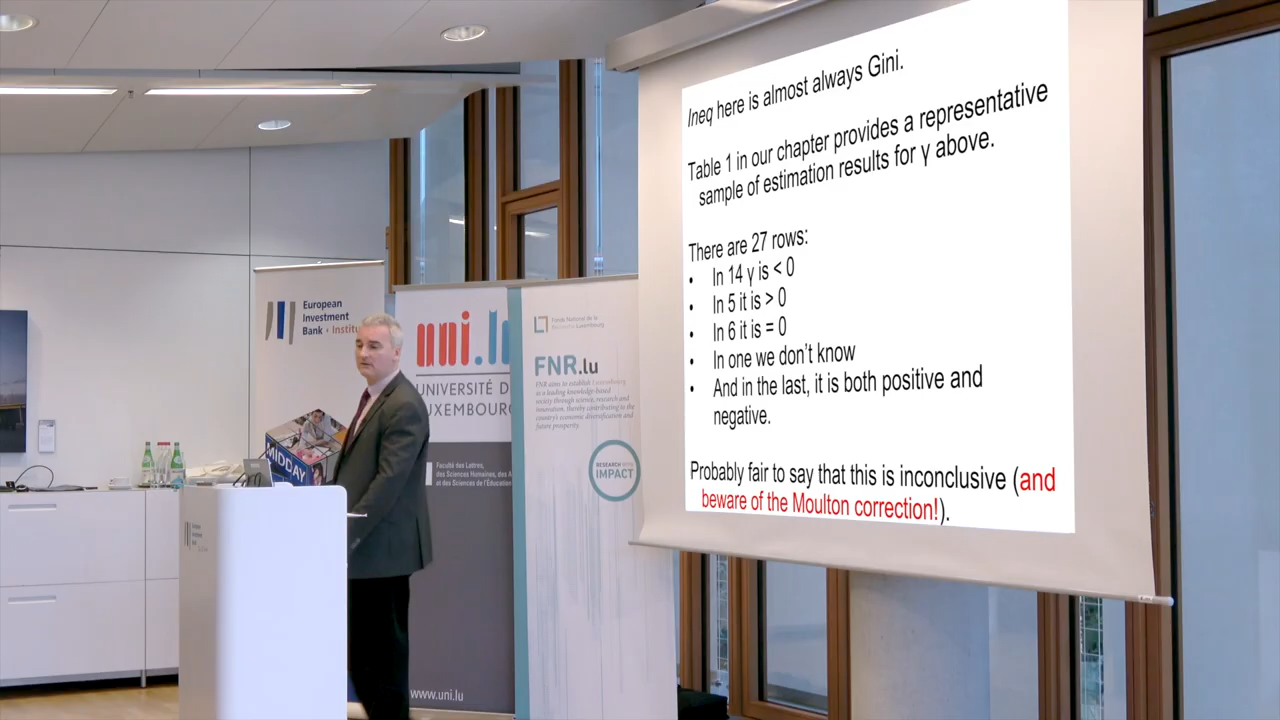 Ineq here is almost always Gini.
Table 1 in our chapter provides a representative
sample of estimation results for γ above.
There are 27 rows:
• In 14 γ is < 0
• In 5 it is > 0
• In 6 it is = 0
• In one we don't know
• And in the last, it is both positive and
negative.
Probably fair to say that this is inconclusive (and
beware of the Moulton correction!).
European
Investment
Bank • Institu
MIDDAY
uni.lu
UNIVERSITÉ D
LUXEMBOURG
Faculté des Lettres,
des Sciences Humaines, des A
et des Sciences de l'Éducation
www.uni.lu
Fonds National de la
Recherche Luxembourg
FNR.lu
FNR aims to establish Luxembourg
as a leading knowledge-based
society through science, research and
innovation, thereby contributing to the
country's economic diversification and
future prosperity.
RESEARCH WITH
IMPACT